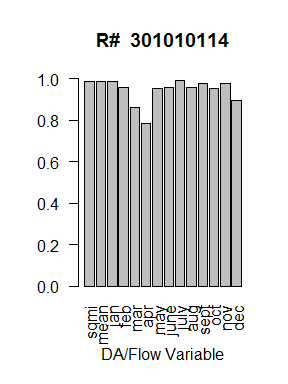 R#  301010114
1.0
0.8
0.6
0.4
0.2
0.0
sqmi
mean
jan
feb
mar
apr
may
june
july
aug
sept
oct
nov
dec
DA/Flow Variable